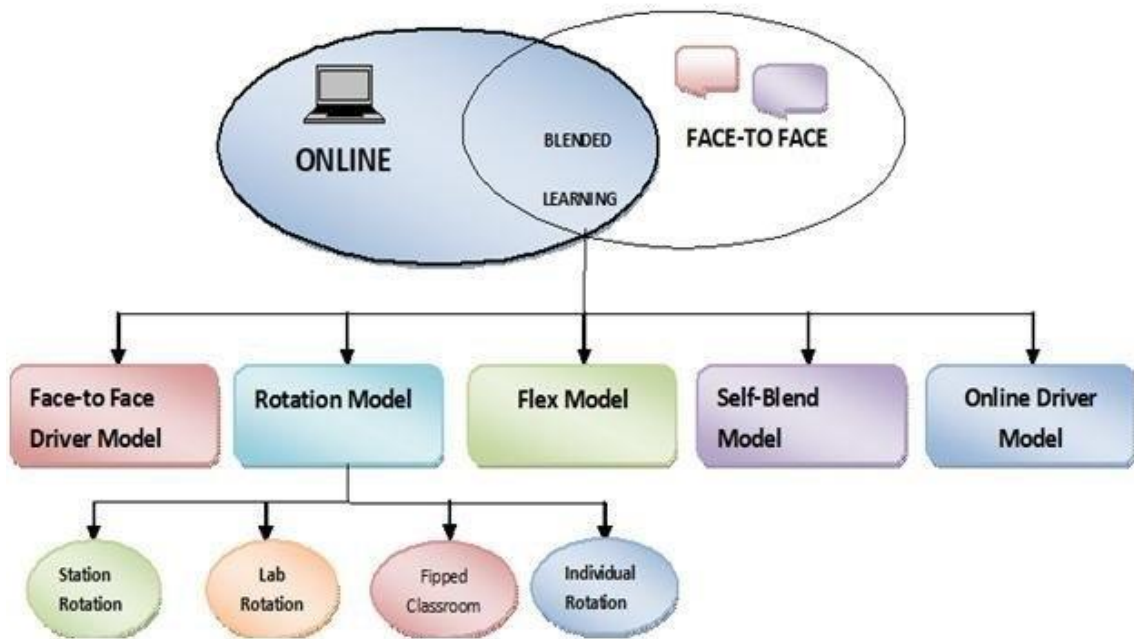 ONLINE
BLENDED
LEARNING
FACE-TO FACE
Face-to Face
Driver Model
Rotation Model
Flex Model
Self-Blend
Model
Online Driver
Model
Station
Rotation
Lab
Rotation
Fipped
Classroom
Individual
Rotation